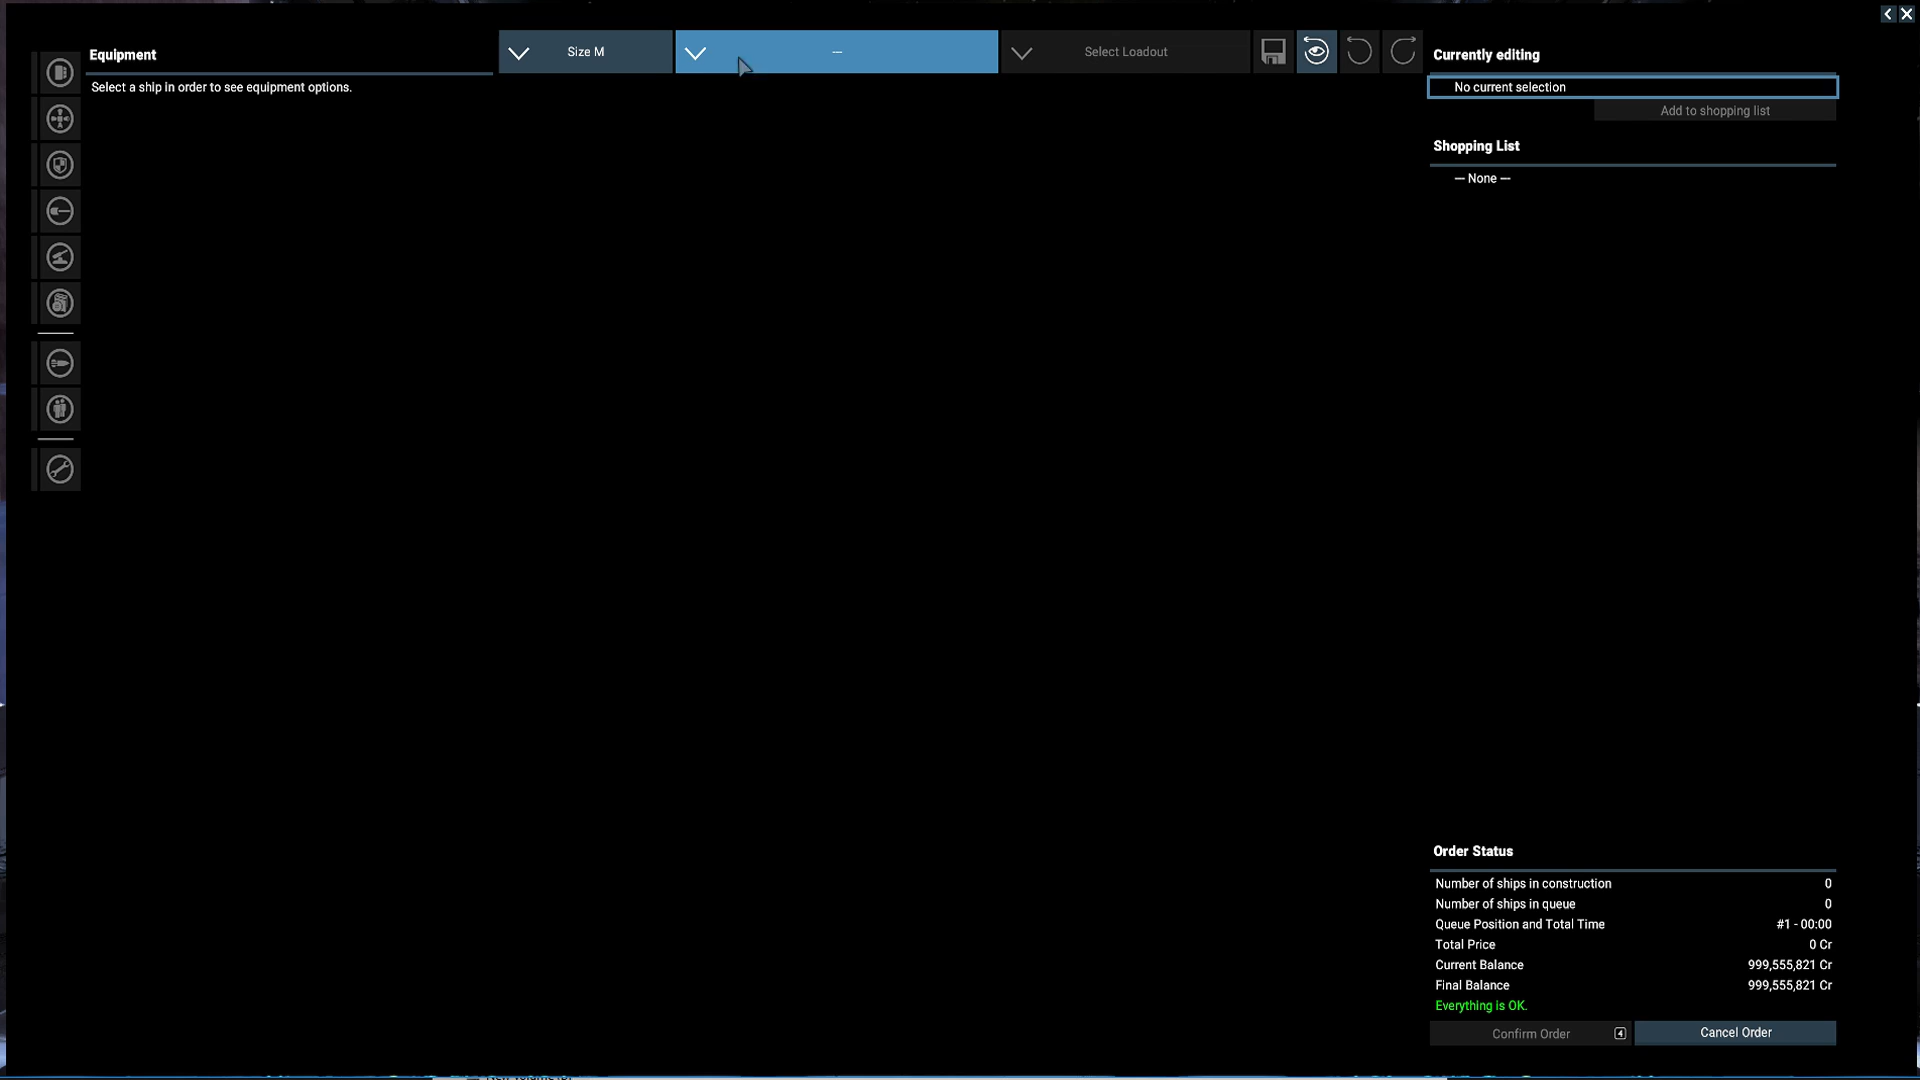 Equipment
Select a ship in order to see equipment options.
Size M
---
Select Loadout
Currently editing
No current selection
Add to shopping list
Shopping List
— None —
Order Status
Number of ships in construction 0
Number of ships in queue 0
Queue Position and Total Time #1 - 00:00
Total Price 0 Cr
Current Balance 999,555,821 Cr
Final Balance 999,555,821 Cr
Everything is OK.
Confirm Order 4
Cancel Order